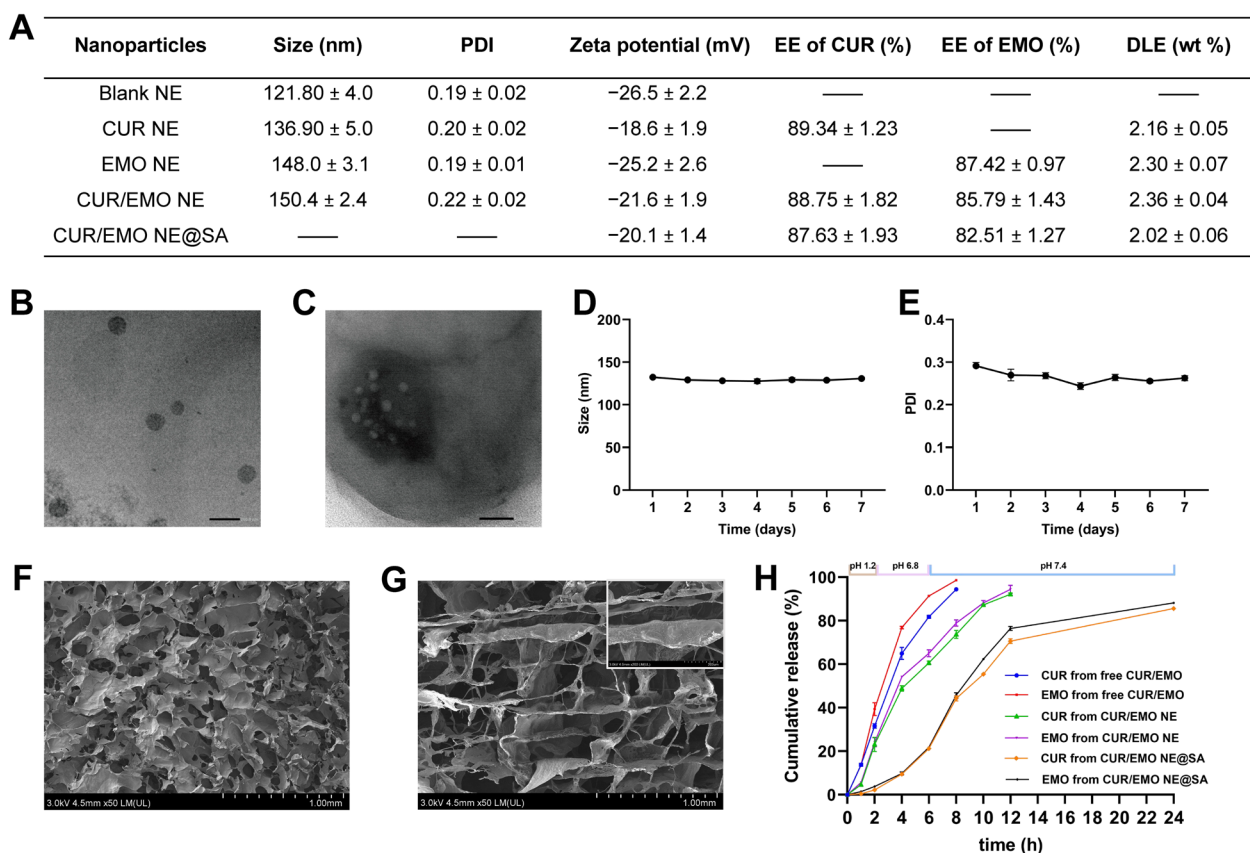 A
Nanoparticles Size (nm) PDI Zeta potential (mV) EE of CUR (%) EE of EMO (%) DLE (wt %)
Blank NE 121.80 ± 4.0 0.19 ± 0.02 −26.5 ± 2.2 —— —— ——
CUR NE 136.90 ± 5.0 0.20 ± 0.02 −18.6 ± 1.9 89.34 ± 1.23 —— 2.16 ± 0.05
EMO NE 148.0 ± 3.1 0.19 ± 0.01 −25.2 ± 2.6 —— 87.42 ± 0.97 2.30 ± 0.07
CUR/EMO NE 150.4 ± 2.4 0.22 ± 0.02 −21.6 ± 1.9 88.75 ± 1.82 85.79 ± 1.43 2.36 ± 0.04
CUR/EMO NE@SA —— —— −20.1 ± 1.4 87.63 ± 1.93 82.51 ± 1.27 2.02 ± 0.06
B
C
D
200
150
100
50
0
Size (nm)
1 2 3 4 5 6 7
Time (days)
E
0.4
0.3
0.2
0.1
0.0
PDI
1 2 3 4 5 6 7
Time (days)
F
3.0kV 4.5mm x50 LM(UL) 1.00mm
G
3.0kV 4.5mm x50 LM(UL) 1.00mm
H
pH 1.2 pH 6.8 pH 7.4
100
80
60
40
20
0
Cumulative release (%)
CUR from free CUR/EMO
EMO from free CUR/EMO
CUR from CUR/EMO NE
EMO from CUR/EMO NE
CUR from CUR/EMO NE@SA
EMO from CUR/EMO NE@SA
0 2 4 6 8 10 12 14 16 18 20 22 24
time (h)